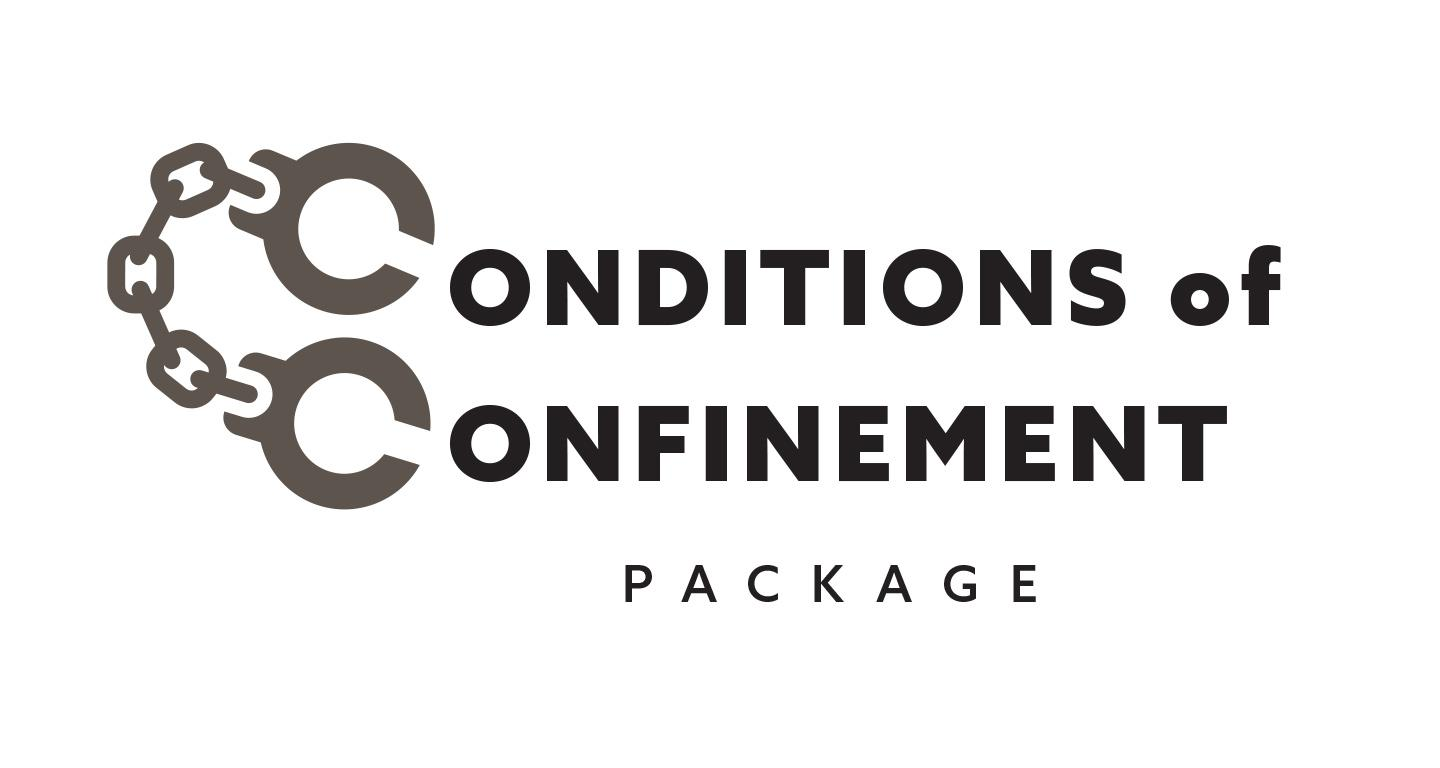 CONDITIONS of
CONFINEMENT
PACKAGE